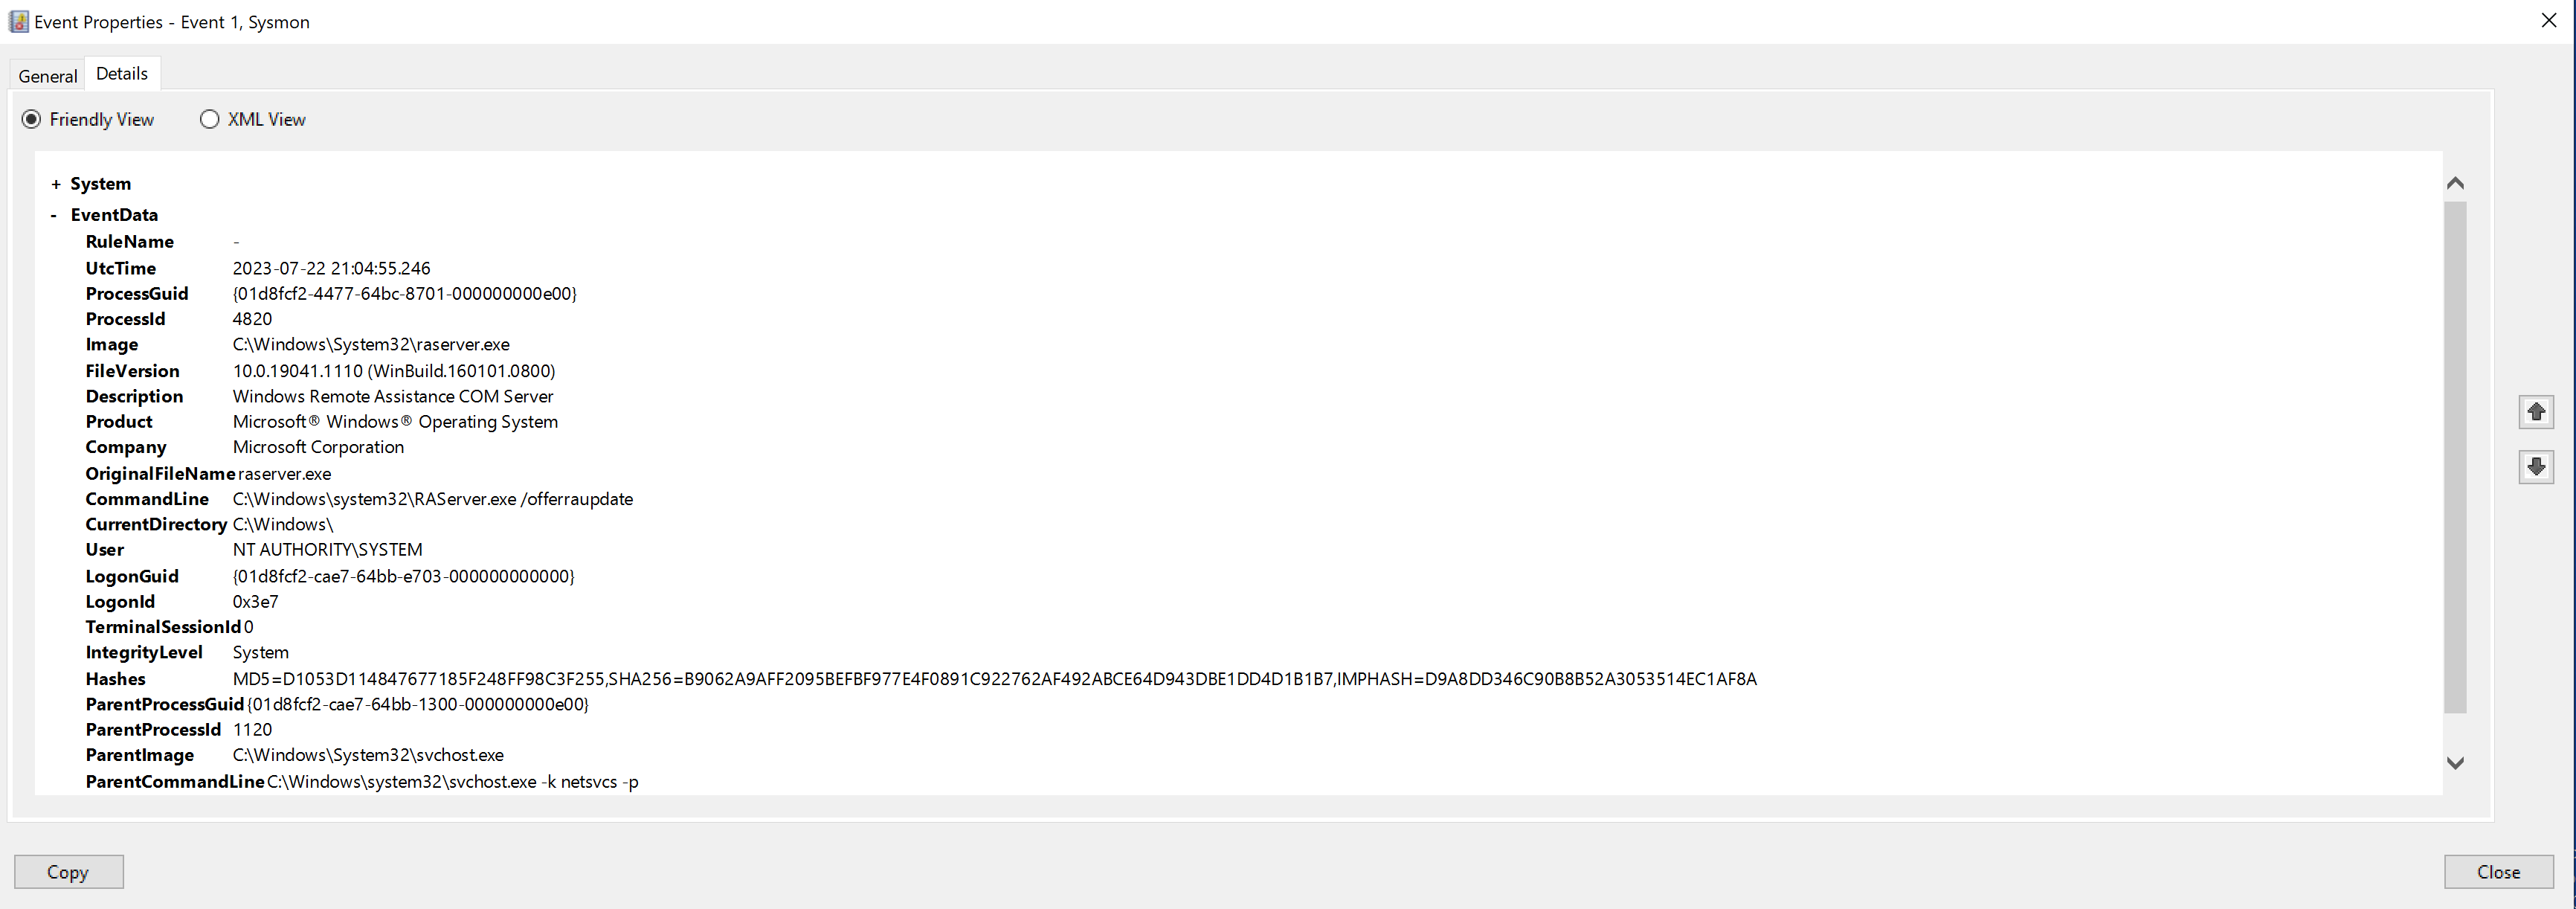 Event Properties - Event 1, Sysmon
General Details
Friendly View XML View
+ System
- EventData
RuleName -
UtcTime 2023-07-22 21:04:55.246
ProcessGuid {01d8fcf2-4477-64bc-8701-000000000e00}
ProcessId 4820
Image C:\Windows\System32\raserver.exe
FileVersion 10.0.19041.1110 (WinBuild.160101.0800)
Description Windows Remote Assistance COM Server
Product Microsoft® Windows® Operating System
Company Microsoft Corporation
OriginalFileName raserver.exe
CommandLine C:\Windows\system32\RAServer.exe /offerraupdate
CurrentDirectory C:\Windows\
User NT AUTHORITY\SYSTEM
LogonGuid {01d8fcf2-cae7-64bb-e703-000000000000}
LogonId 0x3e7
TerminalSessionId 0
IntegrityLevel System
Hashes MD5=D1053D114847677185F248FF98C3F255,SHA256=B9062A9AFF2095BEFBF977E4F0891C922762AF492ABCE64D943DBE1DD4D1B1B7,IMPHASH=D9A8DD346C90B8B52A3053514EC1AF8A
ParentProcessGuid {01d8fcf2-cae7-64bb-1300-000000000e00}
ParentProcessId 1120
ParentImage C:\Windows\System32\svchost.exe
ParentCommandLine C:\Windows\system32\svchost.exe -k netsvcs -p
Copy Close